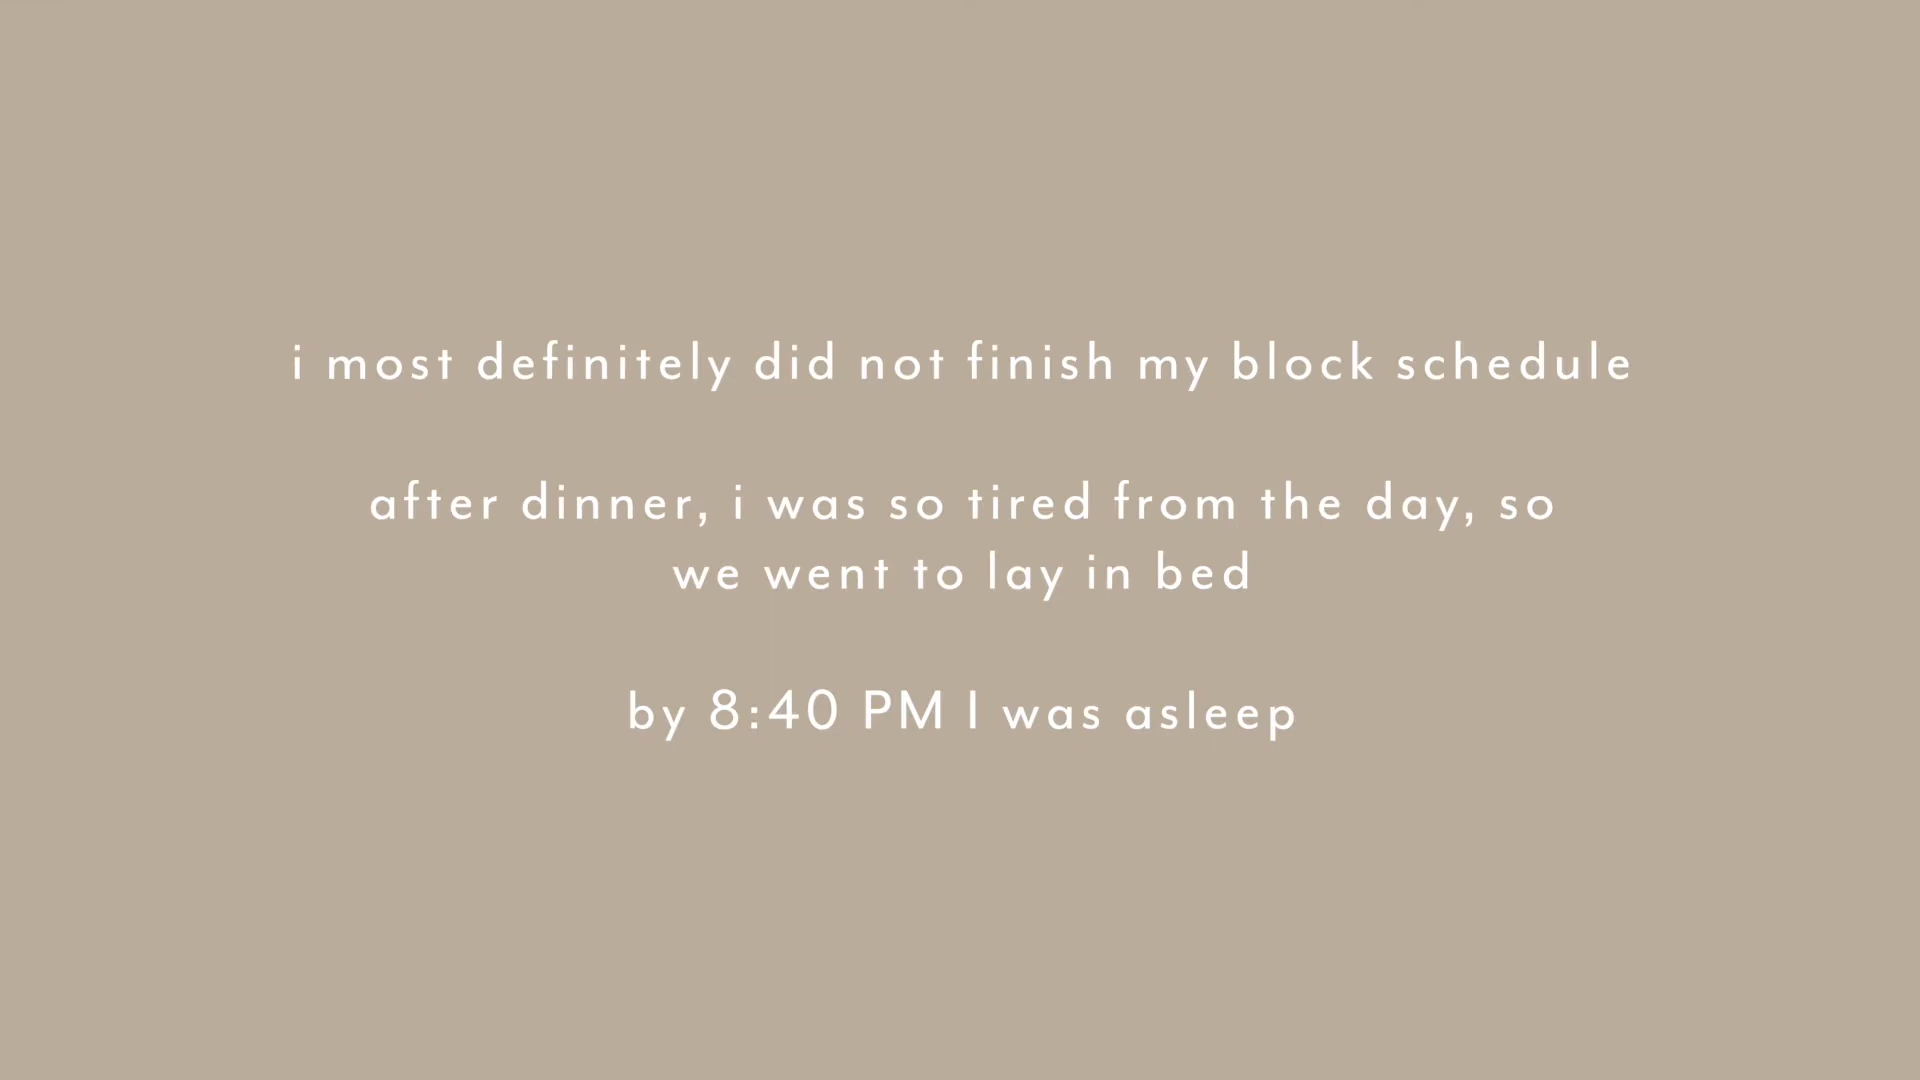 i most definitely did not finish my block schedule
after dinner, i was so tired from the day, so
we went to lay in bed
by 8:40 PM I was asleep